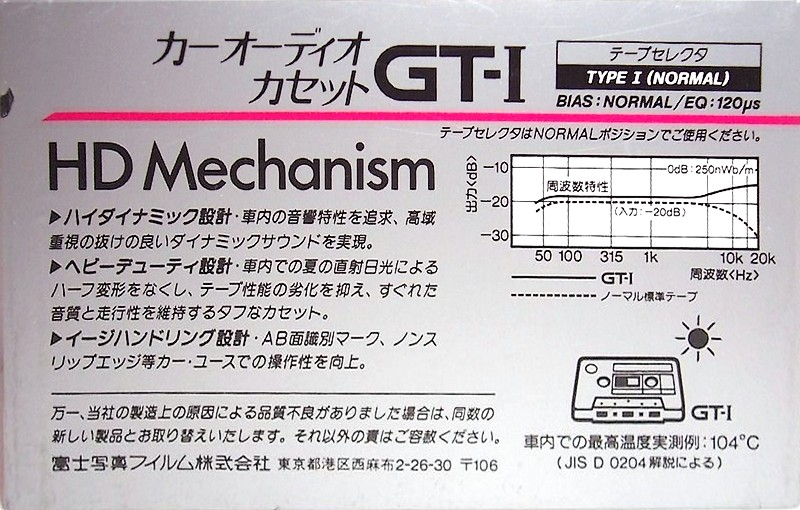 カーオーディオ
カセット GT-I
テープセレクタ
TYPE I (NORMAL)
BIAS:NORMAL/EQ:120μs
テープセレクタはNORMALポジションでご使用ください。
HD Mechanism
▶ハイダイナミック設計・車内の音響特性を追求、高域
重視の抜けの良いダイナミックサウンドを実現。
▶ヘビーデューティ設計・車内での夏の直射日光による
ハーフ変形をなくし、テープ性能の劣化を抑え、すぐれた
音質と走行性を維持するタフなカセット。
▶イージハンドリング設計・AB面識別マーク、ノンス
リップエッジ等カー・ユースでの操作性を向上。
出力<dB>
-10
-20
-30
0dB:250nWb/m
周波数特性
(入力:-20dB)
50 100 315 1k 10k 20k
周波数<Hz>
GT-I
ノーマル標準テープ
GT-I
車内での最高温度実測例:104°C
(JIS D 0204解説による)
万一、当社の製造上の原因による品質不良がありました場合は、同数の
新しい製品とお取り替えいたします。それ以外の責はご容赦ください。
富士写真フイルム株式会社 東京都港区西麻布2-26-30 〒106